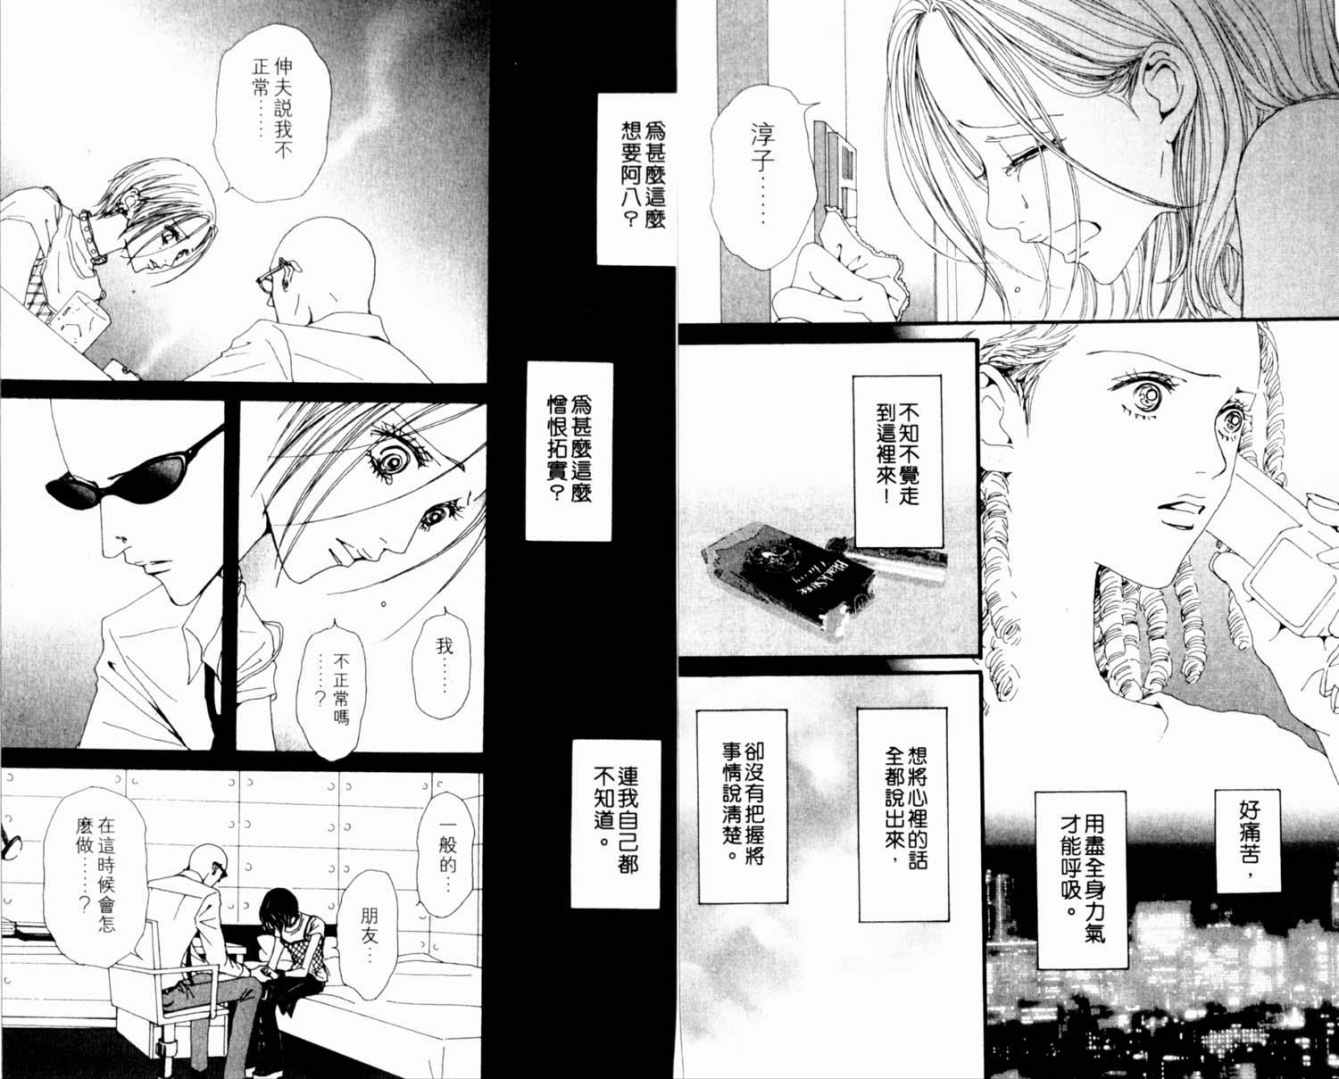 淳子……
不知不覺走
到這裡來！
BLACK STONE
Cherry
好痛苦，
用盡全身力氣
才能呼吸。
想將心裡的話
全都說出來，
卻沒有把握將
事情說清楚。
爲甚麼這麼
想要阿八？
爲甚麼這麼
憎恨拓實？
連我自己都
不知道。
伸夫説我不
正常……
我……
不正常嗎
……？
一般的…
朋友…
在這時候會怎
麼做……？